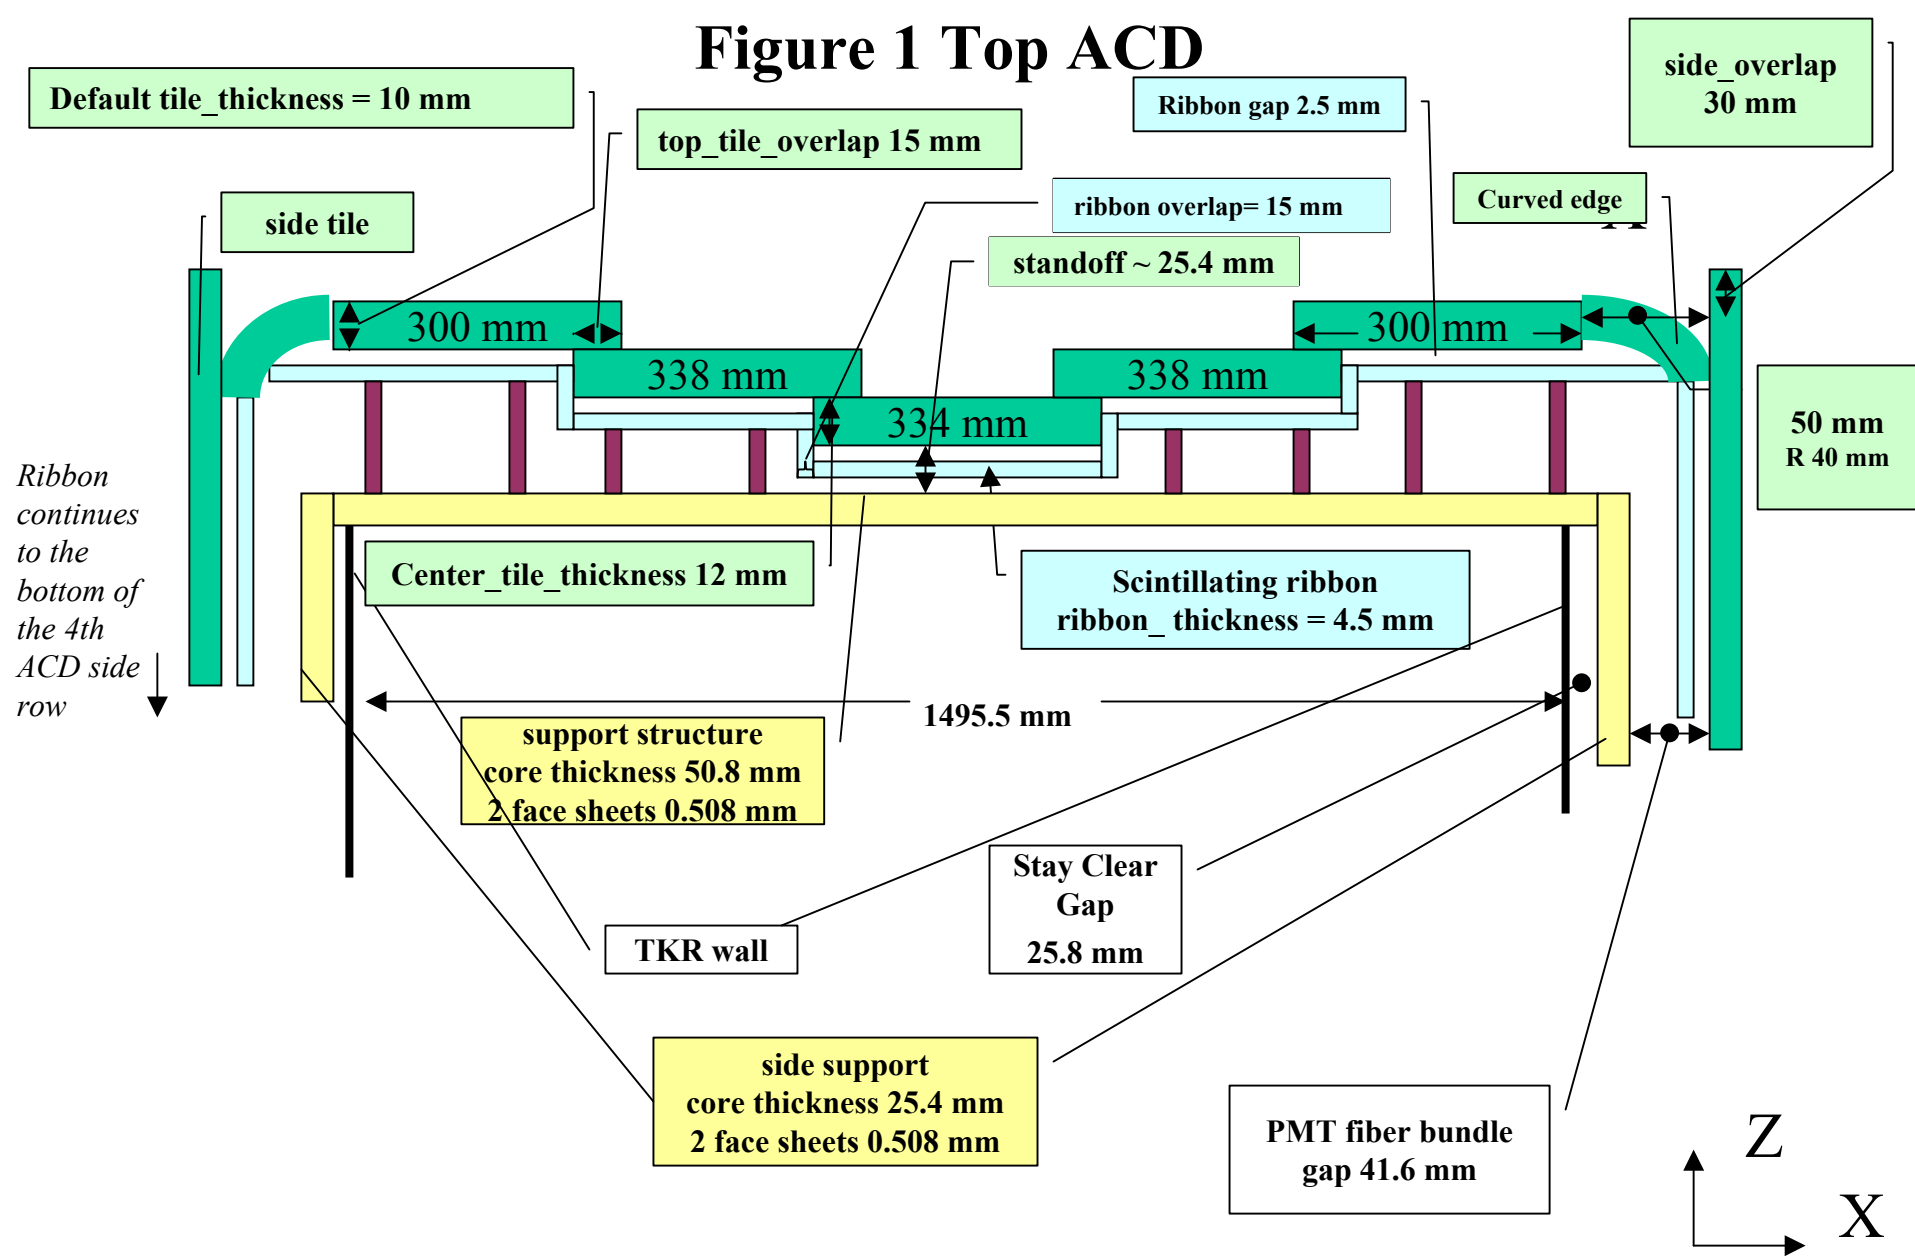 Figure 1 Top ACD
Default tile_thickness = 10 mm
top_tile_overlap 15 mm
Ribbon gap 2.5 mm
side_overlap
30 mm
side tile
ribbon overlap= 15 mm
Curved edge
standoff ~ 25.4 mm
300 mm
300 mm
338 mm
338 mm
334 mm
50 mm
R 40 mm
Ribbon
continues
to the
bottom of
the 4th
ACD side
row
Center_tile_thickness 12 mm
Scintillating ribbon
ribbon_ thickness = 4.5 mm
1495.5 mm
support structure
core thickness 50.8 mm
2 face sheets 0.508 mm
Stay Clear
Gap
25.8 mm
TKR wall
side support
core thickness 25.4 mm
2 face sheets 0.508 mm
PMT fiber bundle
gap 41.6 mm
Z
X